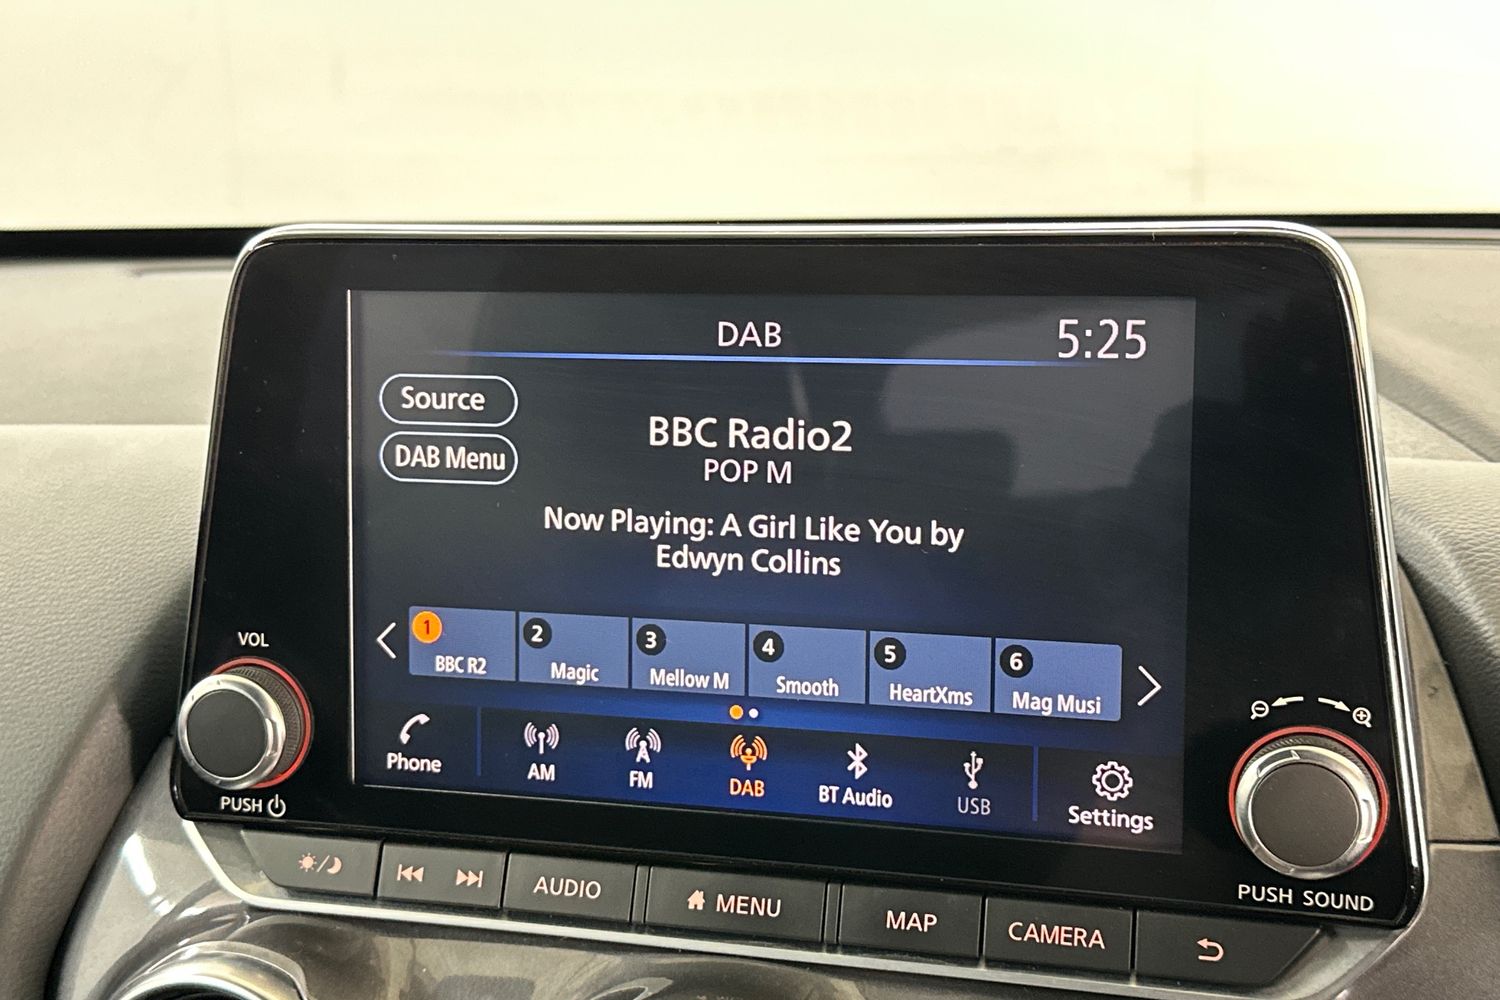 DAB
5:25
Source
DAB Menu
BBC Radio2
POP M
Now Playing: A Girl Like You by
Edwyn Collins
1
BBC R2
2
Magic
3
Mellow M
4
Smooth
5
HeartXms
6
Mag Musi
Phone
AM
FM
DAB
BT Audio
USB
Settings
VOL
PUSH
PUSH SOUND
AUDIO
MENU
MAP
CAMERA